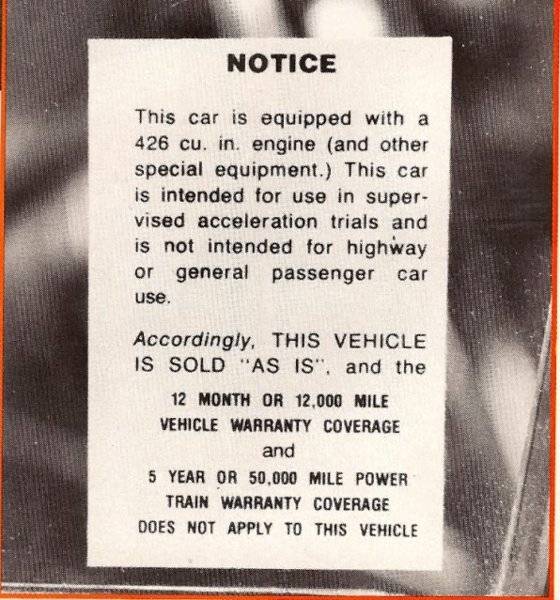 NOTICE
This car is equipped with a
426 cu. in. engine (and other
special equipment.) This car
is intended for use in super-
vised acceleration trials and
is not intended for highway
or general passenger car
use.
Accordingly, THIS VEHICLE
IS SOLD "AS IS", and the
12 MONTH OR 12,000 MILE
VEHICLE WARRANTY COVERAGE
and
5 YEAR OR 50,000 MILE POWER
TRAIN WARRANTY COVERAGE
DOES NOT APPLY TO THIS VEHICLE